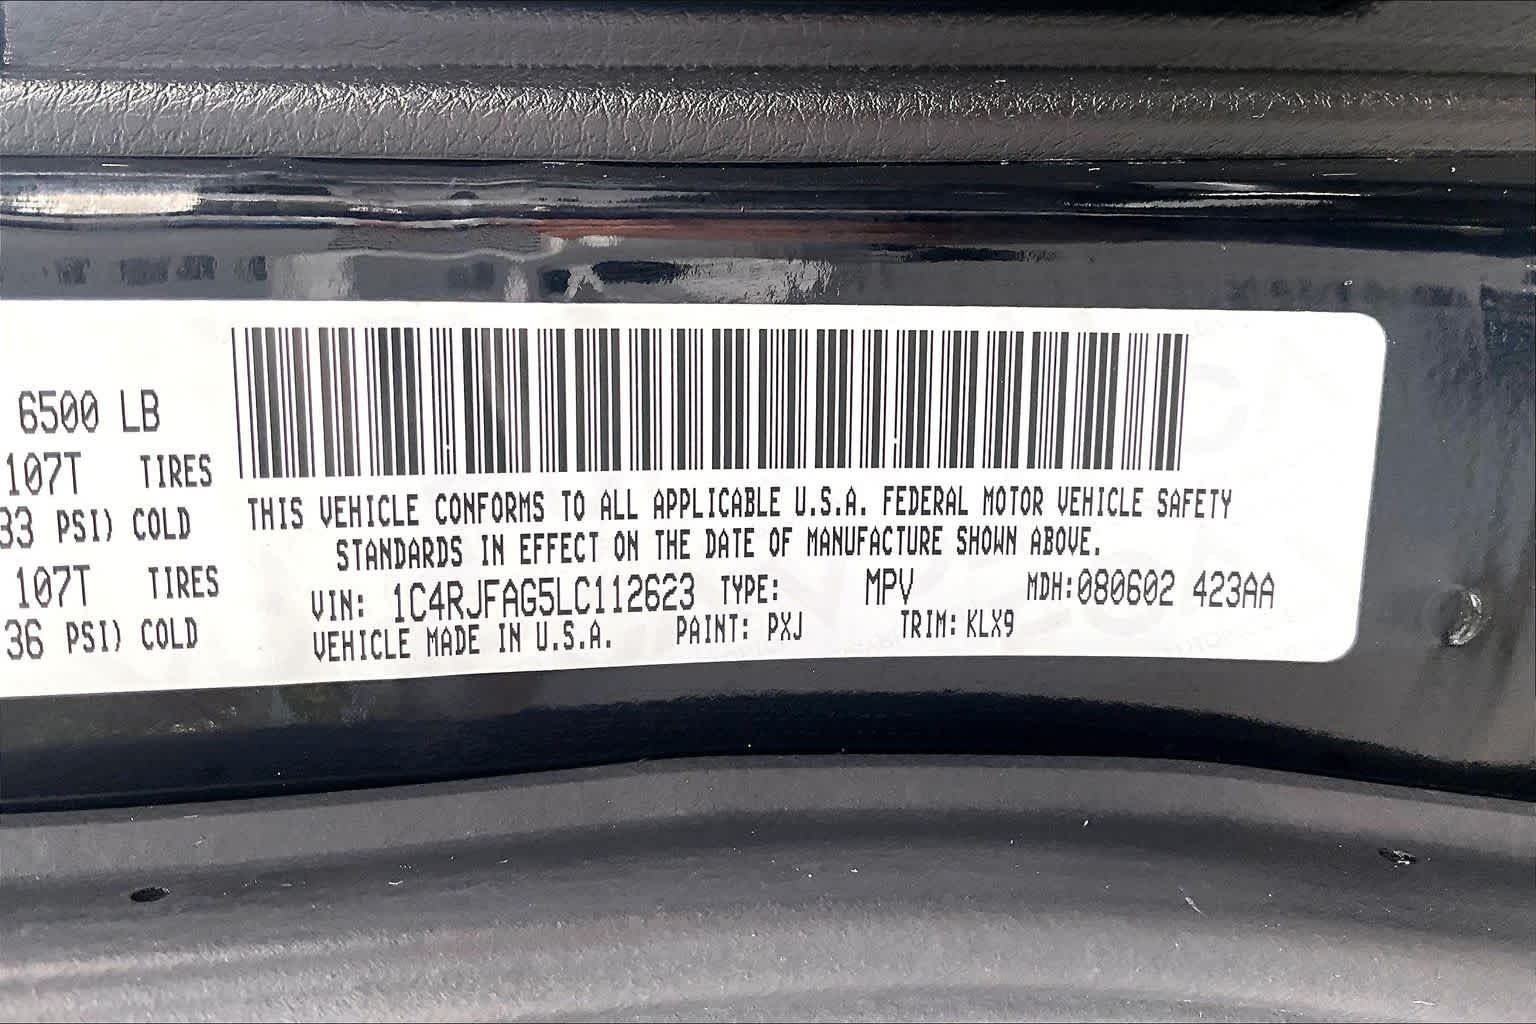 6500 LB
107T TIRES
33 PSI) COLD
107T TIRES
36 PSI) COLD
THIS VEHICLE CONFORMS TO ALL APPLICABLE U.S.A. FEDERAL MOTOR VEHICLE SAFETY
STANDARDS IN EFFECT ON THE DATE OF MANUFACTURE SHOWN ABOVE.
VIN: 1C4RJFAG5LC112623 TYPE: MPV MDH:080602 423AA
VEHICLE MADE IN U.S.A. PAINT: PXJ TRIM: KLX9